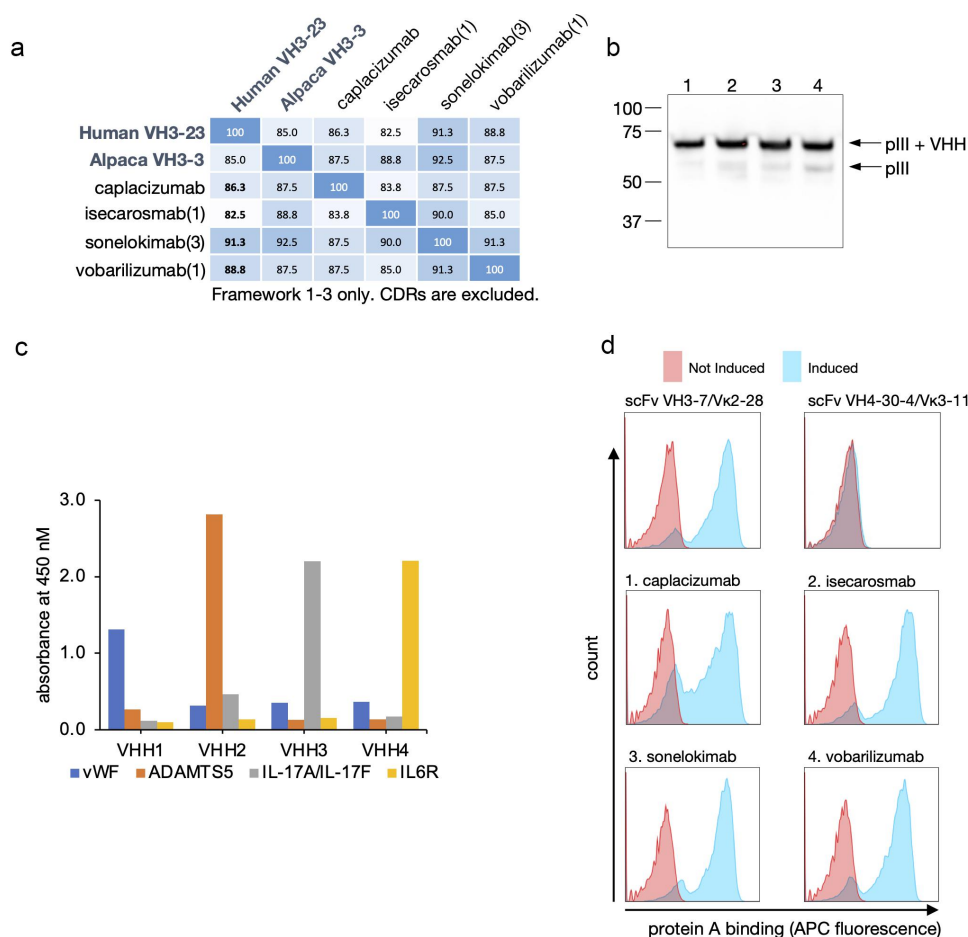 a
Human VH3-23
Alpaca VH3-3
caplacizumab
isecarosmab(1)
sonelokimab(3)
vobarilizumab(1)
Human VH3-23 100 85.0 86.3 82.5 91.3 88.8
Alpaca VH3-3 85.0 100 87.5 88.8 92.5 87.5
caplacizumab 86.3 87.5 100 83.8 87.5 87.5
isecarosmab(1) 82.5 88.8 83.8 100 90.0 85.0
sonelokimab(3) 91.3 92.5 87.5 90.0 100 91.3
vobarilizumab(1) 88.8 87.5 87.5 85.0 91.3 100
Framework 1-3 only. CDRs are excluded.
b
1 2 3 4
100
75
50
37
pIII + VHH
pIII
c
absorbance at 450 nM
3.0
2.0
1.0
0.0
VHH1 VHH2 VHH3 VHH4
vWF ADAMTS5 IL-17A/IL-17F IL6R
d
Not Induced Induced
scFv VH3-7/Vκ2-28 scFv VH4-30-4/Vκ3-11
1. caplacizumab 2. isecarosmab
3. sonelokimab 4. vobarilizumab
count
protein A binding (APC fluorescence)